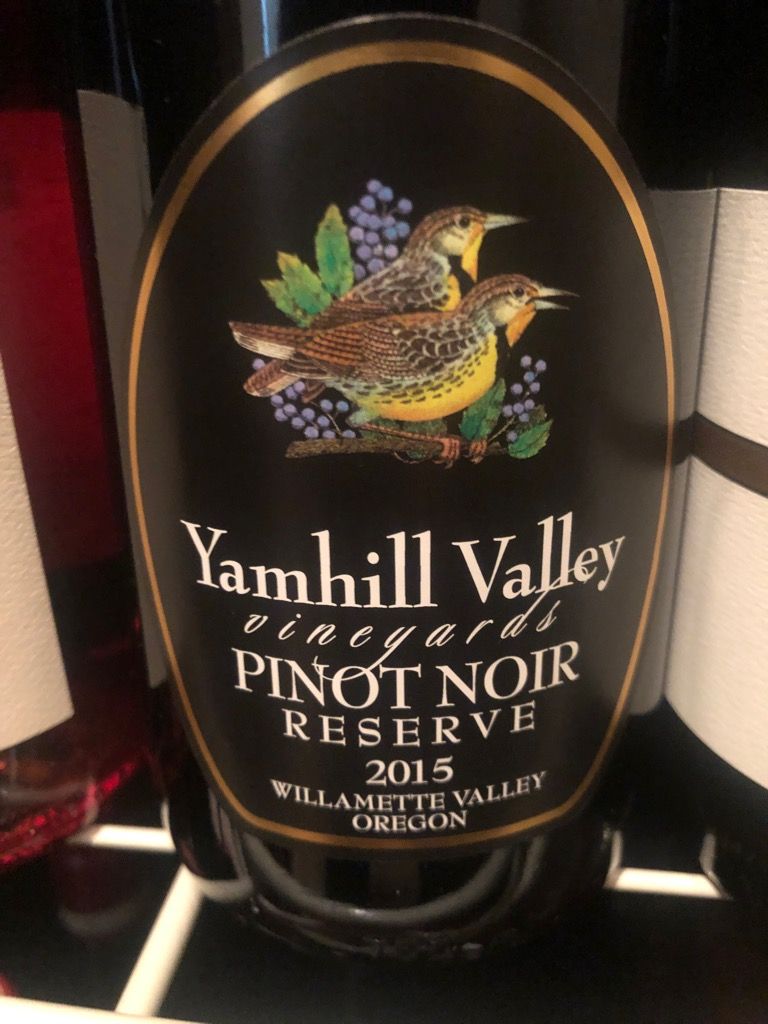 Yamhill Valley
vineyards
PINOT NOIR
RESERVE
2015
WILLAMETTE VALLEY
OREGON